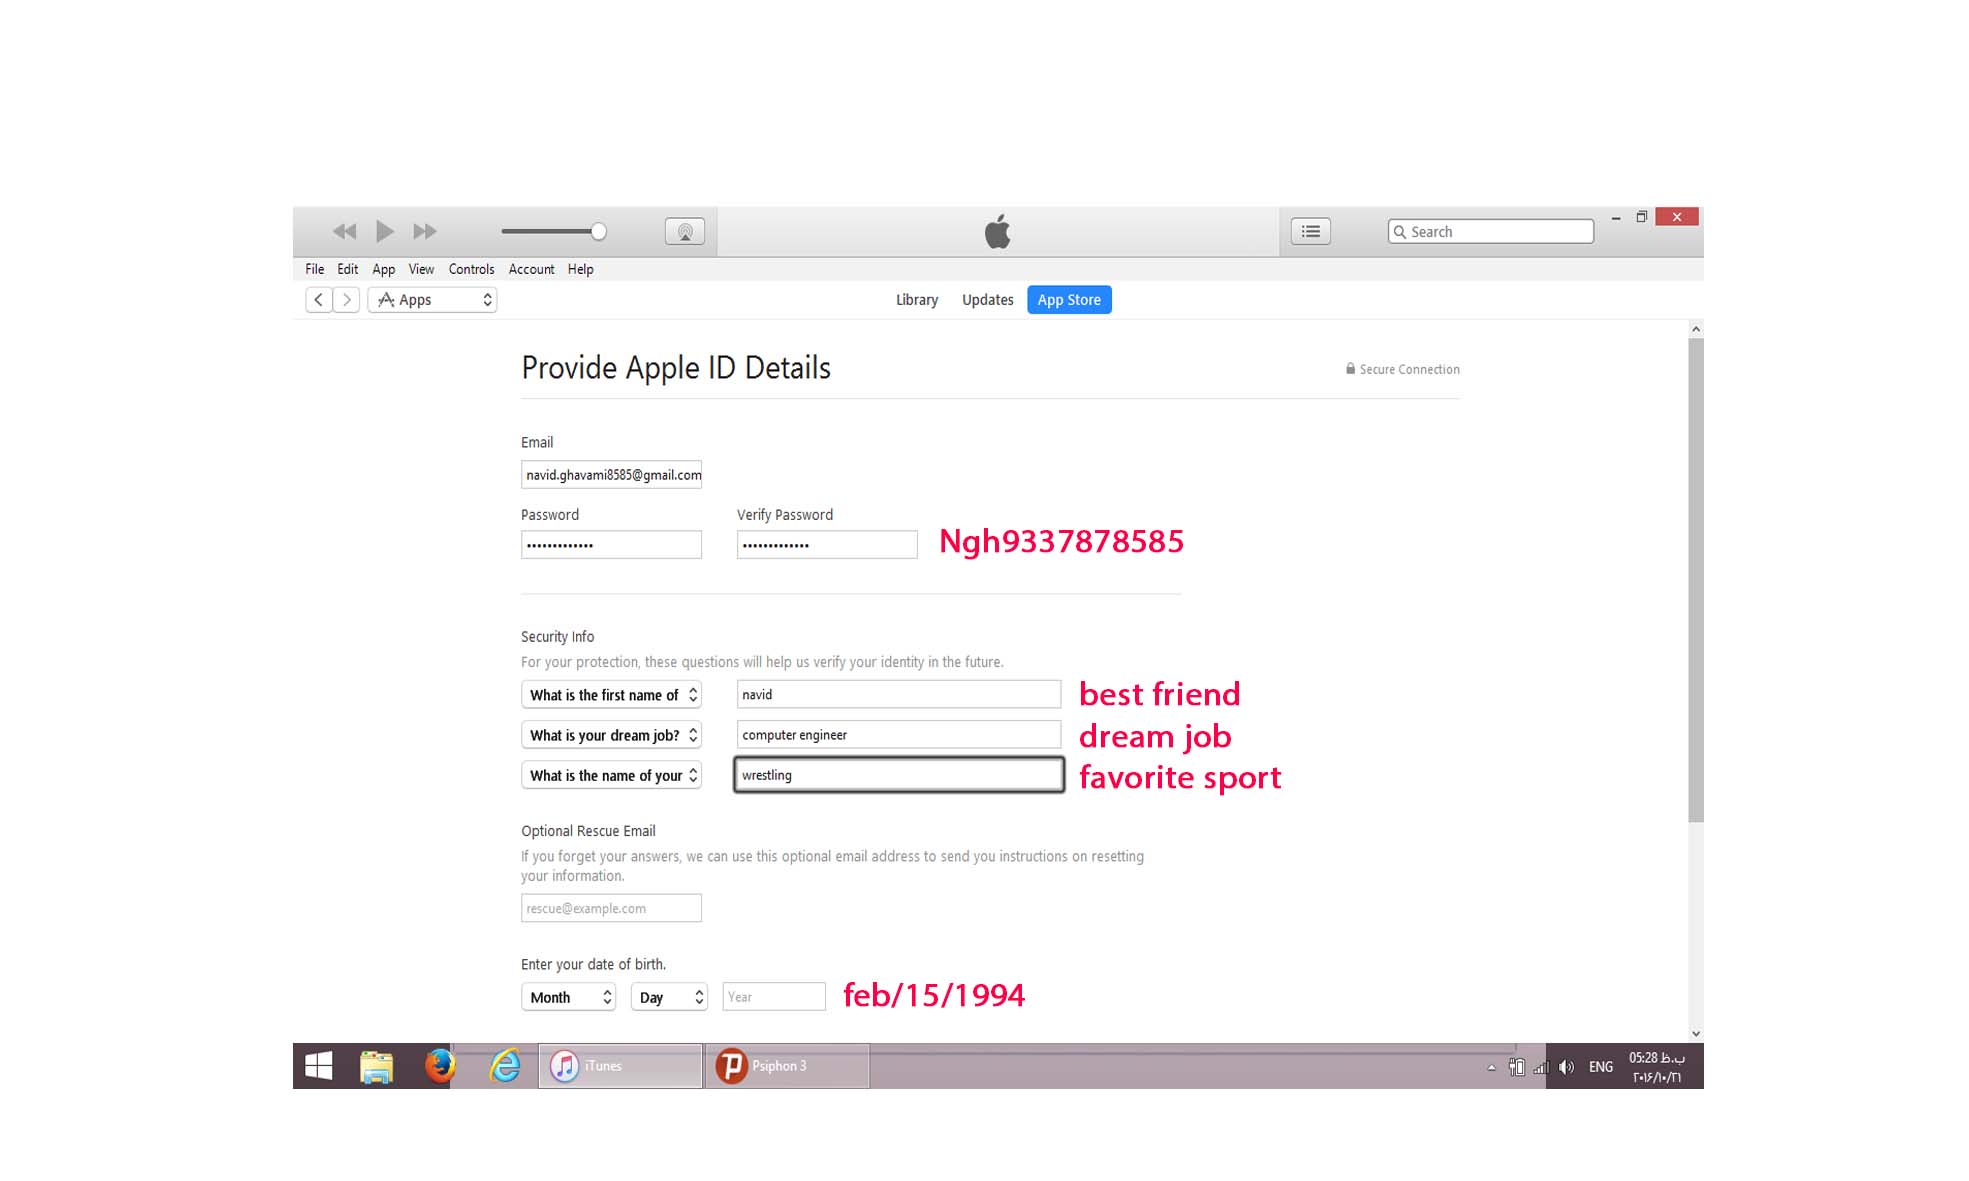 Search
File Edit App View Controls Account Help
Apps Library Updates App Store
Provide Apple ID Details Secure Connection
Email
navid.ghavami8585@gmail.com
Password Verify Password
Ngh9337878585
Security Info
For your protection, these questions will help us verify your identity in the future.
What is the first name of navid best friend
What is your dream job? computer engineer dream job
What is the name of your wrestling favorite sport
Optional Rescue Email
If you forget your answers, we can use this optional email address to send you instructions on resetting
your information.
rescue@example.com
Enter your date of birth.
Month Day Year feb/15/1994
iTunes Psiphon 3 ENG 05:28 ب.ظ
۲۰۱۶/۱۰/۲۱